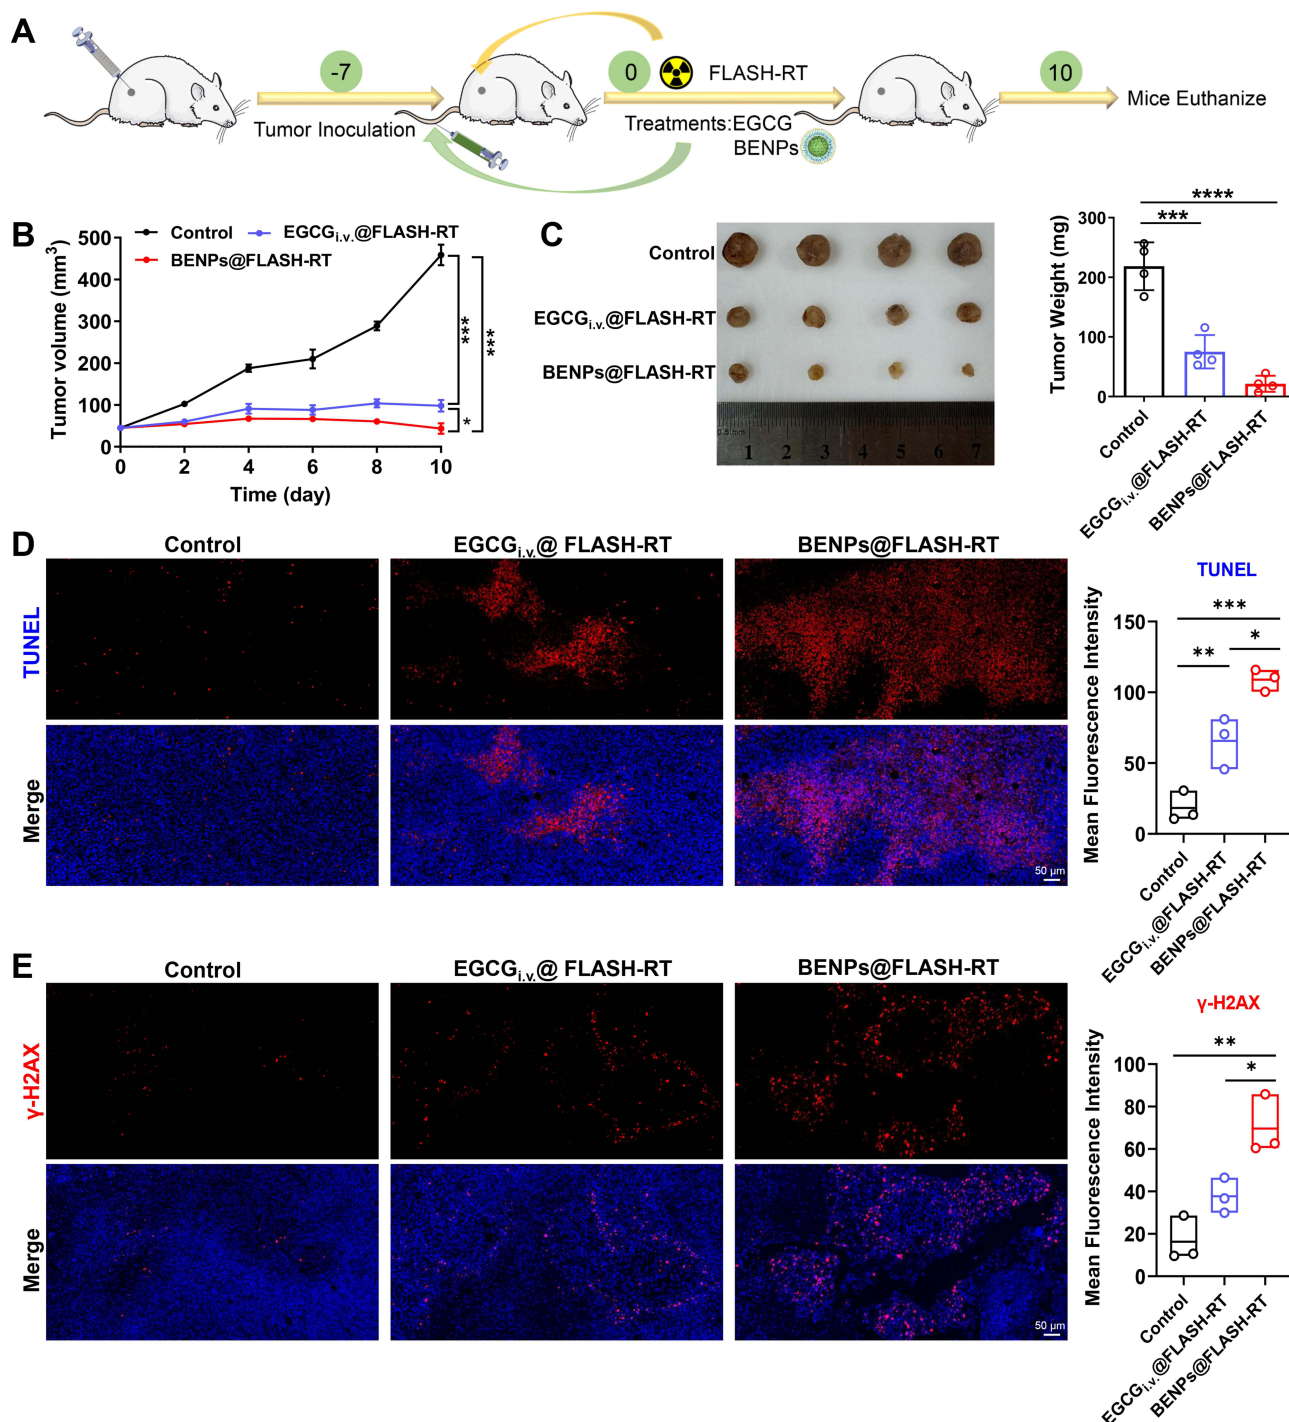 A
-7
0
FLASH-RT
10
Tumor Inoculation
Treatments:EGCG
BENPs
Mice Euthanize
B
Control
EGCGi.v.@FLASH-RT
BENPs@FLASH-RT
Tumor volume (mm3)
500
400
300
200
100
0
0 2 4 6 8 10
Time (day)
***
***
*
C
Control
EGCGi.v.@FLASH-RT
BENPs@FLASH-RT
0.5mm
1 2 3 4 5 6 7
Tumor Weight (mg)
300
200
100
0
****
***
Control
EGCGi.v.@FLASH-RT
BENPs@FLASH-RT
D
Control
EGCGi.v.@ FLASH-RT
BENPs@FLASH-RT
TUNEL
Merge
50 μm
TUNEL
Mean Fluorescence Intensity
150
100
50
0
***
**
*
Control
EGCGi.v.@FLASH-RT
BENPs@FLASH-RT
E
Control
EGCGi.v.@ FLASH-RT
BENPs@FLASH-RT
γ-H2AX
Merge
50 μm
γ-H2AX
Mean Fluorescence Intensity
100
80
60
40
20
0
**
*
Control
EGCGi.v.@FLASH-RT
BENPs@FLASH-RT